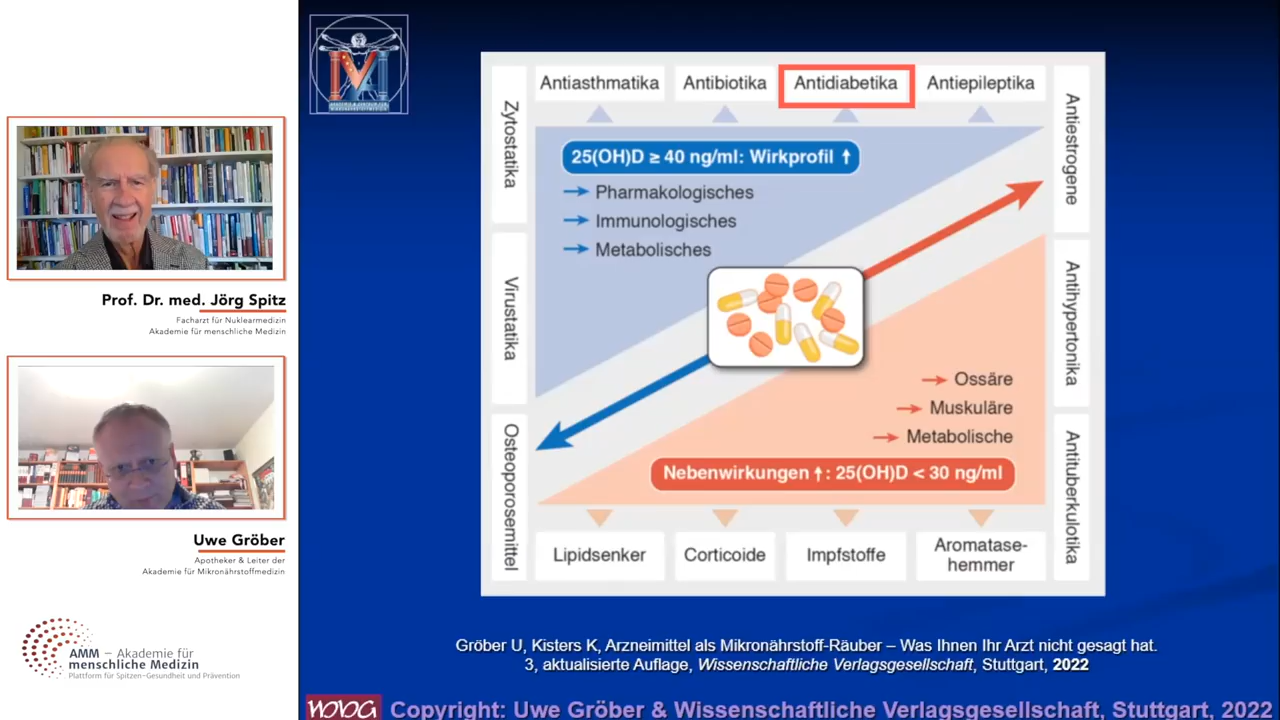 Prof. Dr. med. Jörg Spitz
Facharzt für Nuklearmedizin
Akademie für menschliche Medizin
Uwe Gröber
Apotheker & Leiter der
Akademie für Mikronährstoffmedizin
AMM – Akademie für
menschliche Medizin
Plattform für Spitzen-Gesundheit und Prävention
Antiasthmatika
Antibiotika
Antidiabetika
Antiepileptika
Zytostatika
Virustatika
Osteoporosemittel
25(OH)D ≥ 40 ng/ml: Wirkprofil ↑
→ Pharmakologisches
→ Immunologisches
→ Metabolisches
→ Ossäre
→ Muskuläre
→ Metabolische
Nebenwirkungen ↑: 25(OH)D < 30 ng/ml
Antiestrogene
Antihypertonika
Antituberkulotika
Lipidsenker
Corticoide
Impfstoffe
Aromatase-
hemmer
Gröber U, Kisters K, Arzneimittel als Mikronährstoff-Räuber – Was Ihnen Ihr Arzt nicht gesagt hat.
3, aktualisierte Auflage, Wissenschaftliche Verlagsgesellschaft, Stuttgart, 2022
Copyright: Uwe Gröber & Wissenschaftliche Verlagsgesellschaft, Stuttgart, 2022